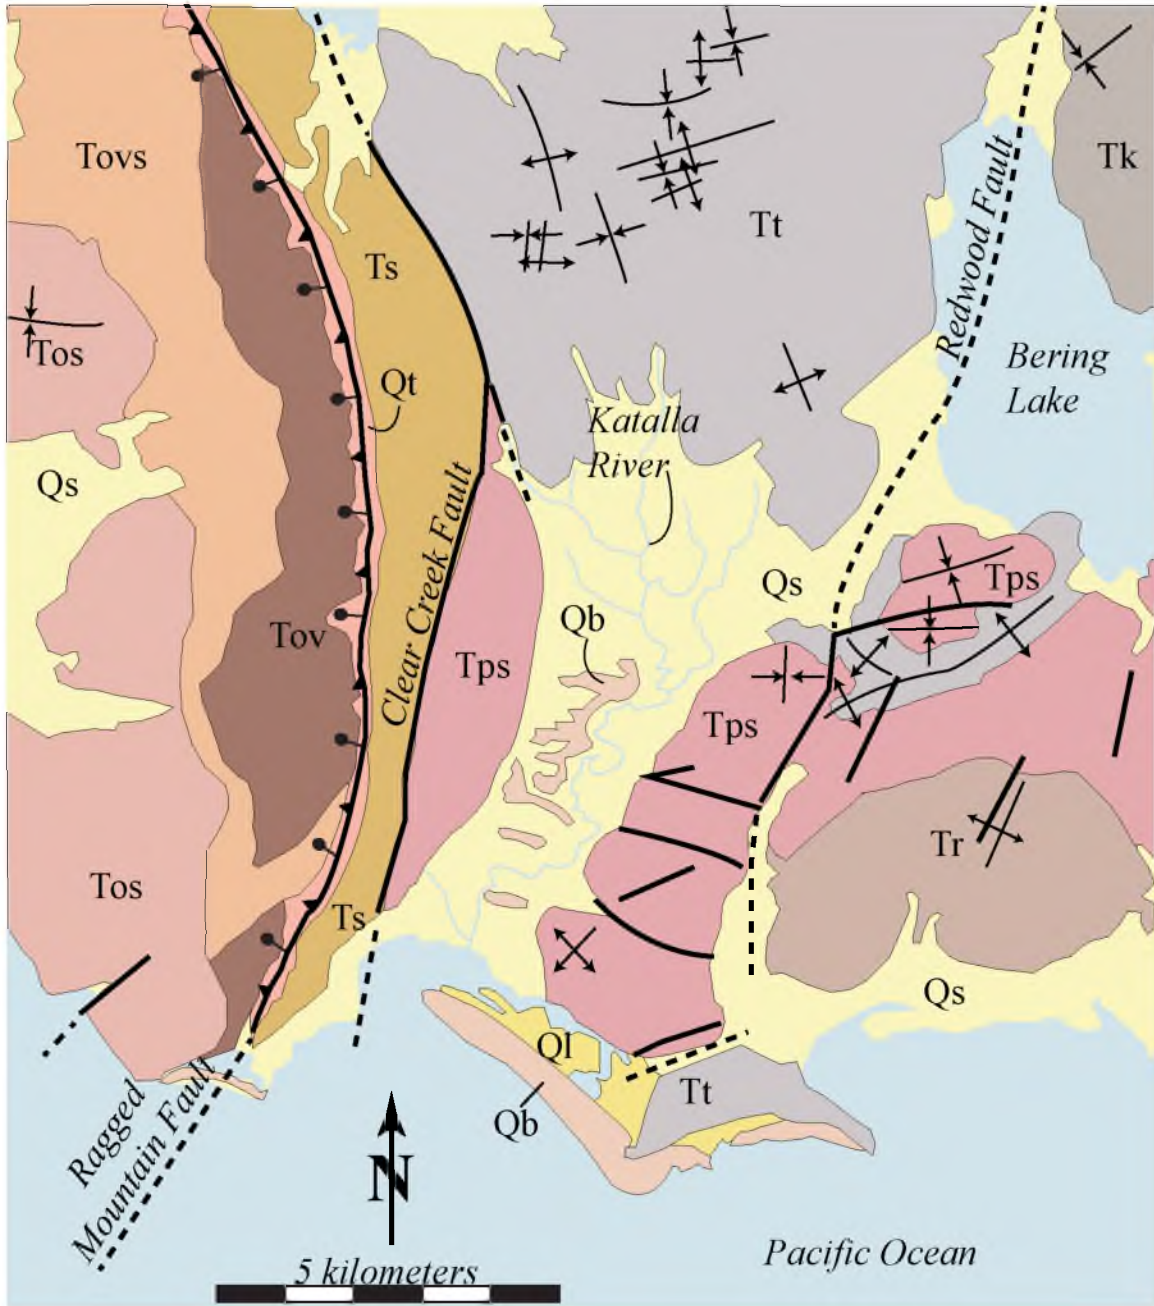 Tovs
Tk
Redwood Fault
Tt
Ts
Tos
Bering
Lake
Qt
Katalla
River
Qs
Clear Creek Fault
Qs
Tps
Qb
Tov
Tps
Tps
Tr
Tos
Ts
Qs
Ql
Tt
Qb
Ragged
Mountain Fault
N
Pacific Ocean
5 kilometers